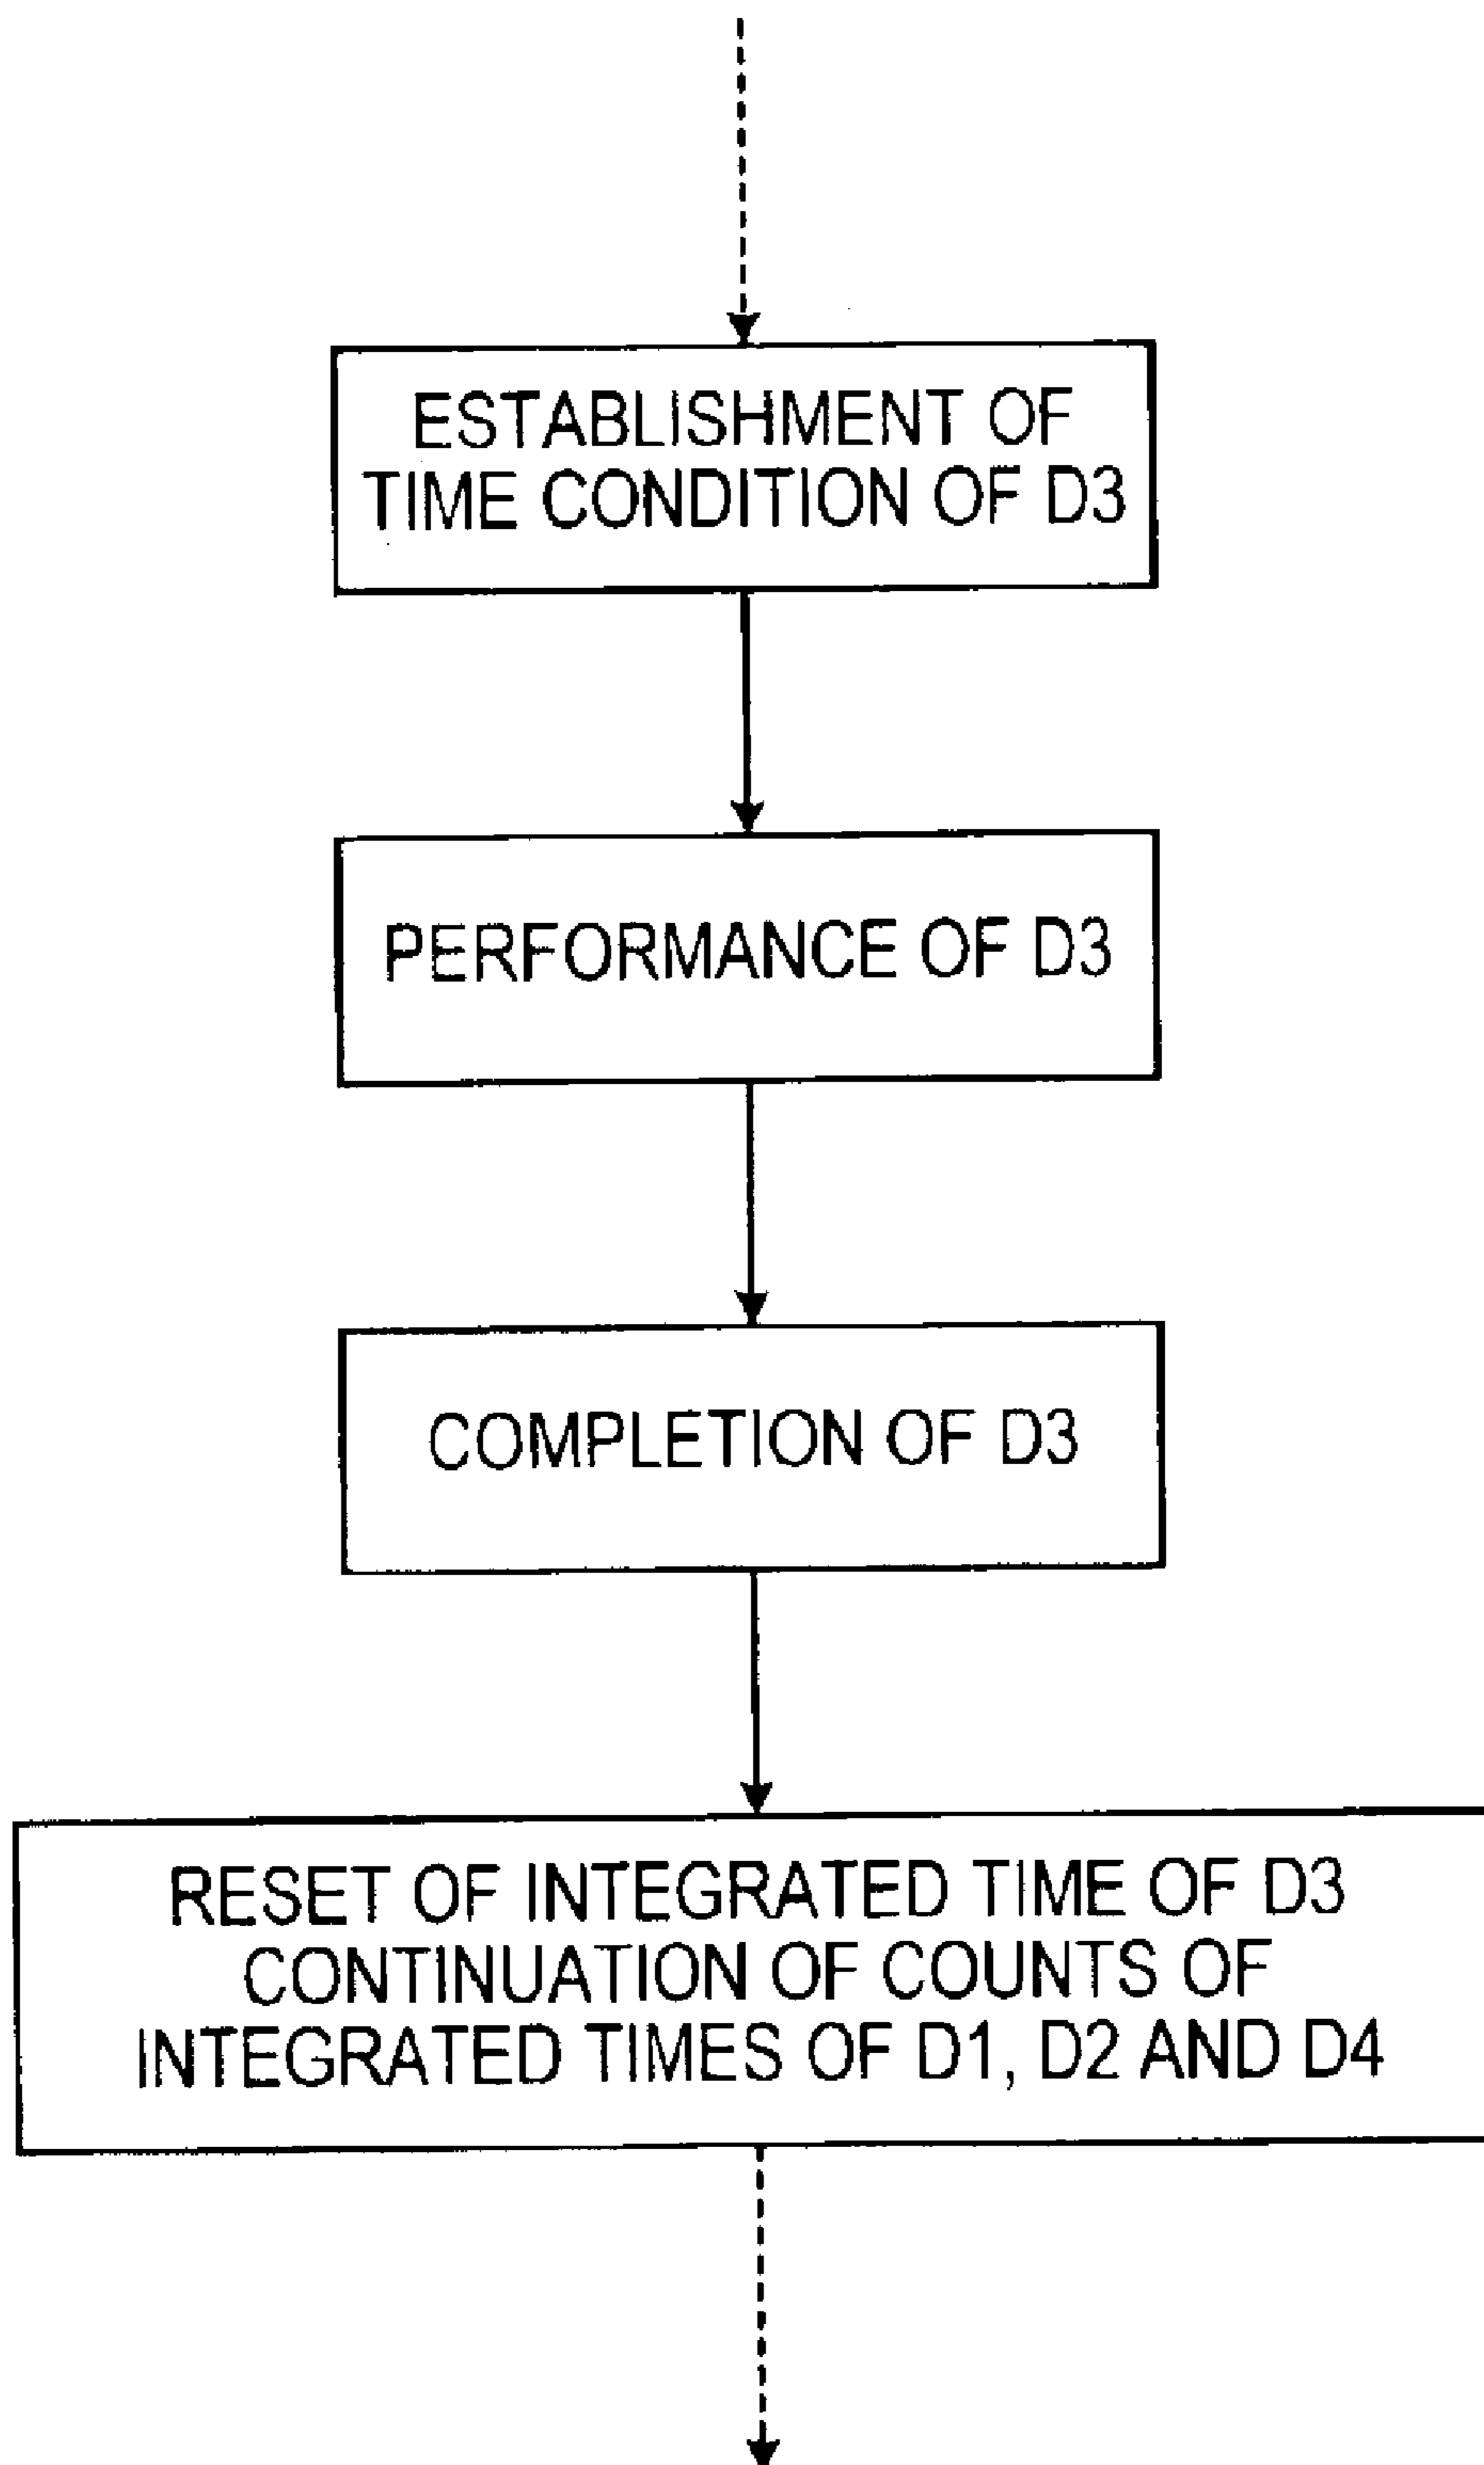 ESTABLISHMENT OF
TIME CONDITION OF D3
PERFORMANCE OF D3
COMPLETION OF D3
RESET OF INTEGRATED TIME OF D3
CONTINUATION OF COUNTS OF
INTEGRATED TIMES OF D1, D2 AND D4